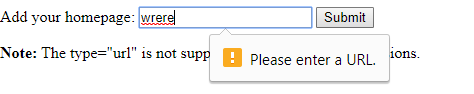 Add your homepage: wrere Submit
Note: The type="url" is not supp ions.
Please enter a URL.